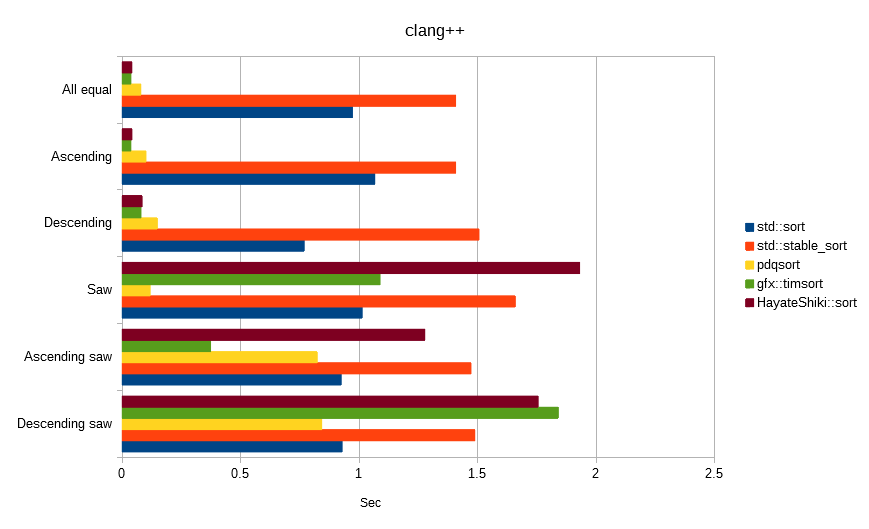 clang++
All equal
Ascending
Descending
Saw
Ascending saw
Descending saw
0 0.5 1 1.5 2 2.5
Sec
std::sort
std::stable_sort
pdqsort
gfx::timsort
HayateShiki::sort